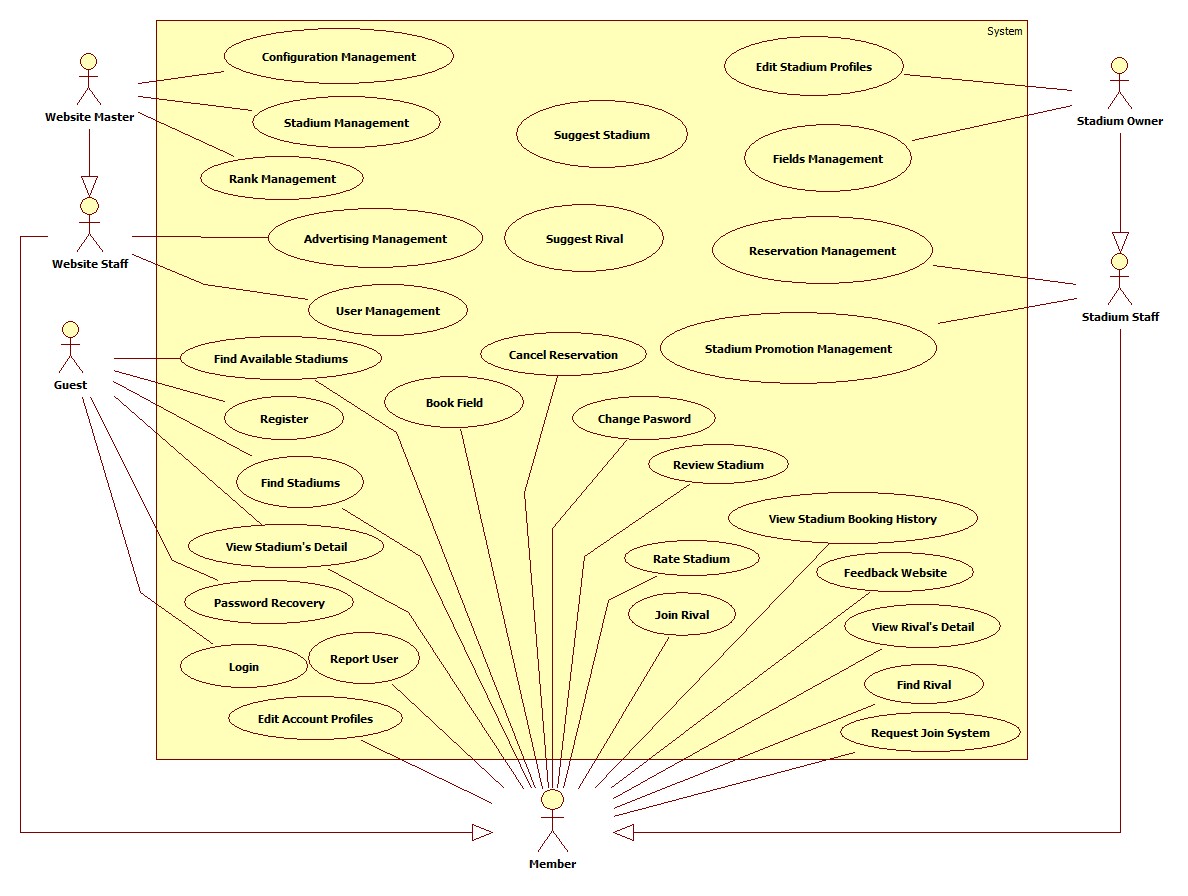 System
Configuration Management
Edit Stadium Profiles
Website Master
Stadium Owner
Stadium Management
Suggest Stadium
Fields Management
Rank Management
Advertising Management
Suggest Rival
Reservation Management
Website Staff
User Management
Stadium Staff
Find Available Stadiums
Cancel Reservation
Stadium Promotion Management
Guest
Book Field
Register
Change Pasword
Review Stadium
Find Stadiums
View Stadium Booking History
View Stadium's Detail
Rate Stadium
Feedback Website
Password Recovery
Join Rival
View Rival's Detail
Report User
Login
Find Rival
Edit Account Profiles
Request Join System
Member